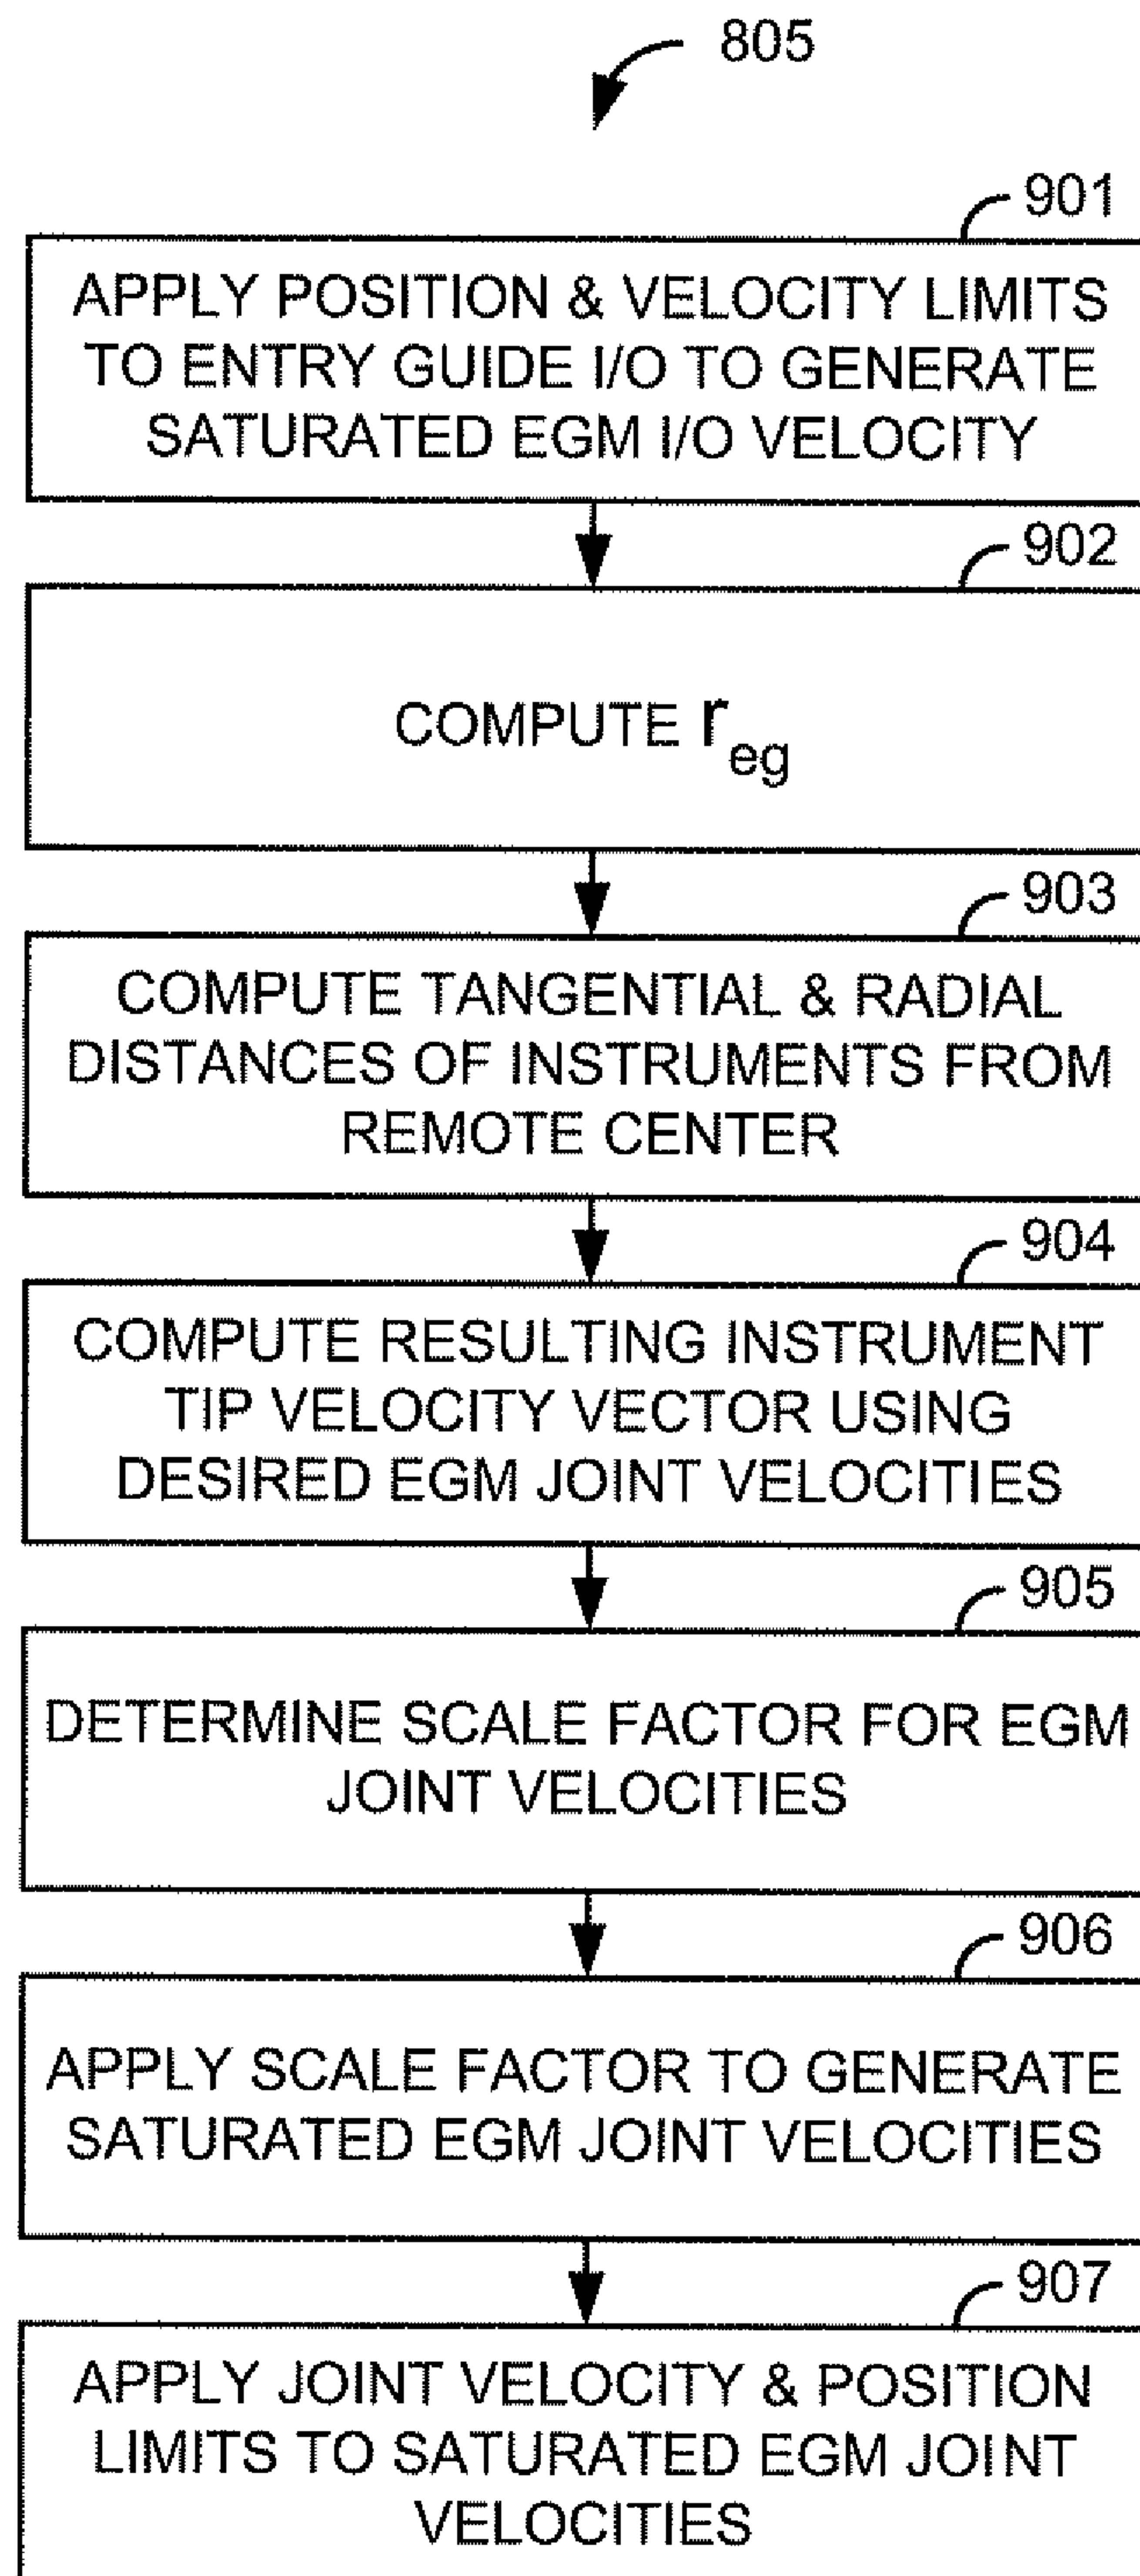 805
901
APPLY POSITION & VELOCITY LIMITS
TO ENTRY GUIDE I/O TO GENERATE
SATURATED EGM I/O VELOCITY
902
COMPUTE r_eg
903
COMPUTE TANGENTIAL & RADIAL
DISTANCES OF INSTRUMENTS FROM
REMOTE CENTER
904
COMPUTE RESULTING INSTRUMENT
TIP VELOCITY VECTOR USING
DESIRED EGM JOINT VELOCITIES
905
DETERMINE SCALE FACTOR FOR EGM
JOINT VELOCITIES
906
APPLY SCALE FACTOR TO GENERATE
SATURATED EGM JOINT VELOCITIES
907
APPLY JOINT VELOCITY & POSITION
LIMITS TO SATURATED EGM JOINT
VELOCITIES